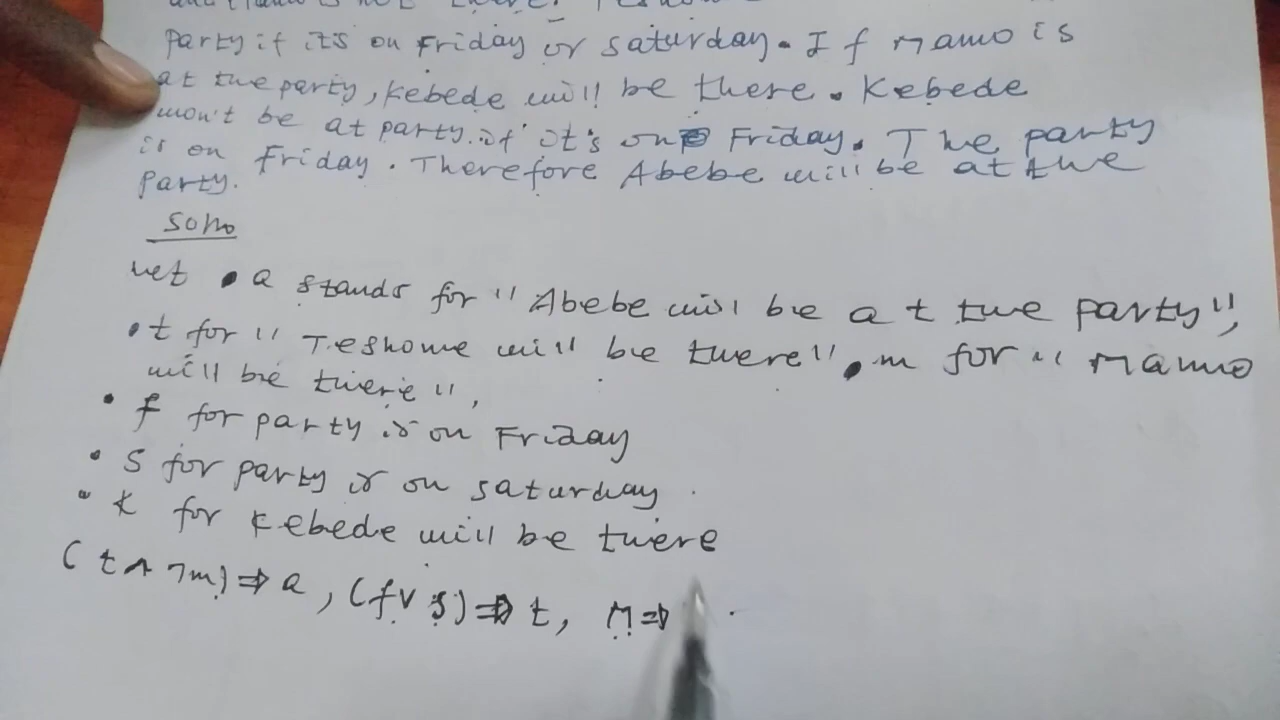 party if it's on Friday or Saturday. If Mamo is
at the party, Kebede will be there. Kebede
won't be at party if it's on Friday. The party
is on Friday. Therefore Abebe will be at the
party.
Soln
Let • a stands for "Abebe will be at the party",
• t for "Teshome will be there" • m for "Mamo
will be there",
• f for party is on Friday
• s for party is on Saturday.
• k for Kebede will be there
(t ∧ ¬m) ⇒ a, (f ∨ s) ⇒ t, M ⇒